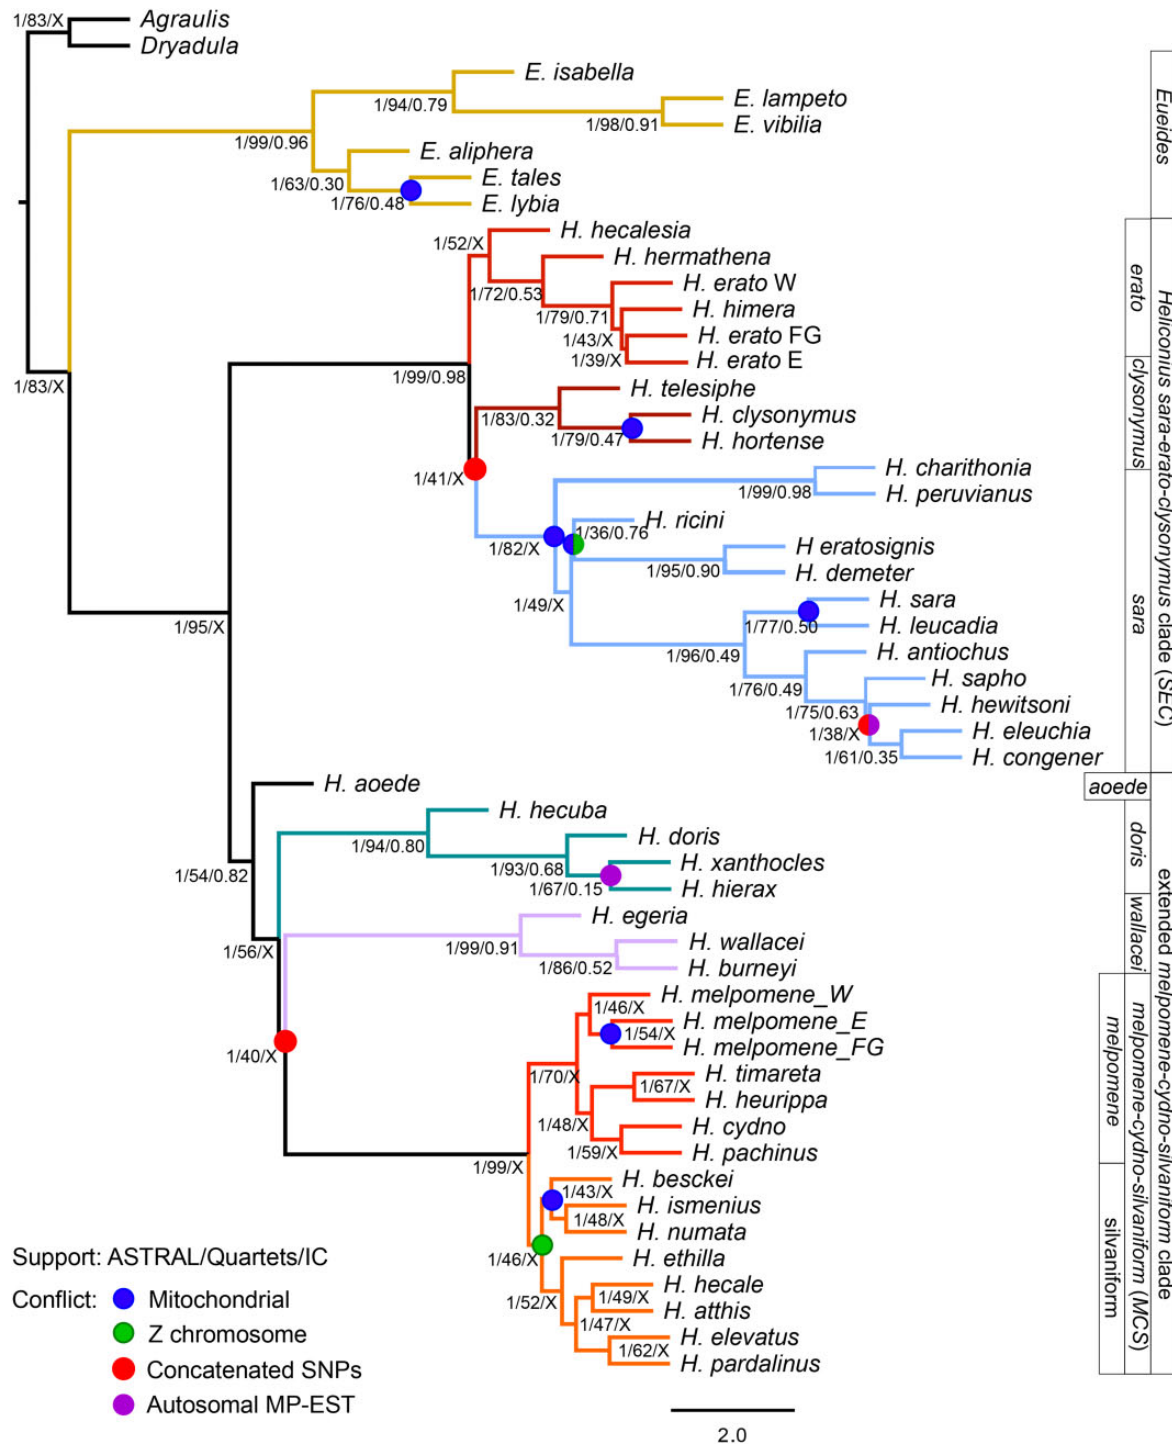 1/83/X
Agraulis
Dryadula
E. isabella
1/94/0.79
E. lampeto
1/98/0.91
E. vibilia
1/99/0.96
E. aliphera
1/63/0.30
E. tales
1/76/0.48
E. lybia
Eueides
H. hecalesia
1/52/X
H. hermathena
1/72/0.53
H. erato W
1/79/0.71
H. himera
1/43/X
H. erato FG
1/39/X
H. erato E
1/83/X
1/99/0.98
H. telesiphe
1/83/0.32
H. clysonymus
1/79/0.47
H. hortense
1/41/X
H. charithonia
1/99/0.98
H. peruvianus
H. ricini
1/36/0.76
1/82/X
H eratosignis
1/95/0.90
H. demeter
1/49/X
H. sara
1/77/0.50
H. leucadia
1/95/X
1/96/0.49
H. antiochus
1/76/0.49
H. sapho
1/75/0.63
H. hewitsoni
1/38/X
H. eleuchia
1/61/0.35
H. congener
erato
clysonymus
sara
Heliconius sara-erato-clysonymus clade (SEC)
H. aoede
aoede
H. hecuba
1/94/0.80
H. doris
1/93/0.68
H. xanthocles
1/54/0.82
1/67/0.15
H. hierax
doris
H. egeria
1/56/X
1/99/0.91
H. wallacei
1/86/0.52
H. burneyi
wallacei
H. melpomene_W
1/46/X
H. melpomene_E
1/54/X
H. melpomene_FG
1/40/X
1/70/X
H. timareta
1/67/X
H. heurippa
1/48/X
H. cydno
1/59/X
H. pachinus
1/99/X
melpomene
H. besckei
1/43/X
H. ismenius
1/48/X
H. numata
1/46/X
H. ethilla
H. hecale
1/49/X
1/52/X
H. atthis
1/47/X
H. elevatus
1/62/X
H. pardalinus
silvaniform
melpomene-cydno-silvaniform (MCS)
extended melpomene-cydno-silvaniform clade
Support: ASTRAL/Quartets/IC
Conflict:
Mitochondrial
Z chromosome
Concatenated SNPs
Autosomal MP-EST
2.0